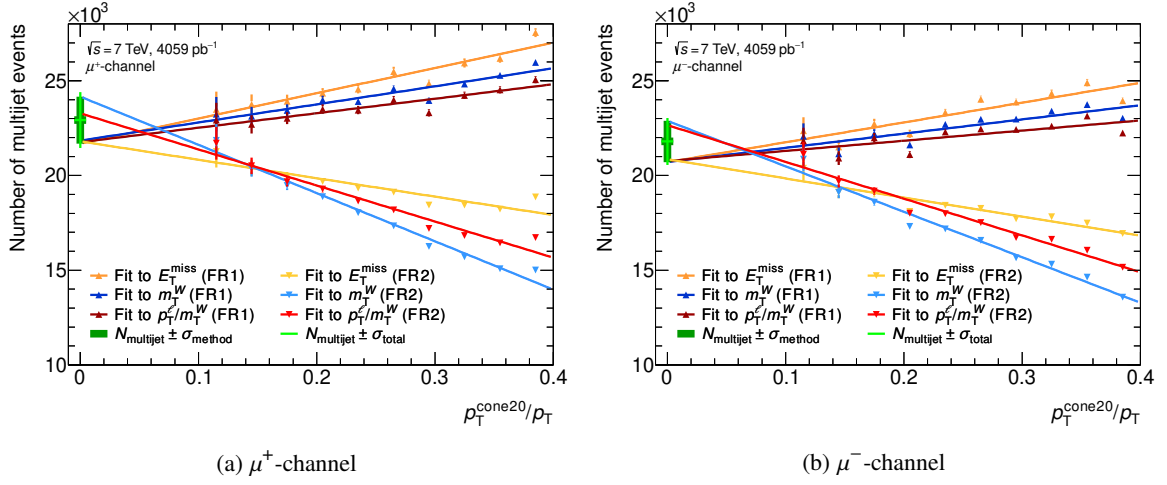 ×10³
√s = 7 TeV, 4059 pb⁻¹
μ⁺-channel
Number of multijet events
25
20
15
10
Fit to E_T^miss (FR1)
Fit to E_T^miss (FR2)
Fit to m_T^W (FR1)
Fit to m_T^W (FR2)
Fit to p_T^ℓ/m_T^W (FR1)
Fit to p_T^ℓ/m_T^W (FR2)
N_multijet ± σ_method
N_multijet ± σ_total
0 0.1 0.2 0.3 0.4
p_T^cone20/p_T
(a) μ⁺-channel
×10³
√s = 7 TeV, 4059 pb⁻¹
μ⁻-channel
Number of multijet events
25
20
15
10
Fit to E_T^miss (FR1)
Fit to E_T^miss (FR2)
Fit to m_T^W (FR1)
Fit to m_T^W (FR2)
Fit to p_T^ℓ/m_T^W (FR1)
Fit to p_T^ℓ/m_T^W (FR2)
N_multijet ± σ_method
N_multijet ± σ_total
0 0.1 0.2 0.3 0.4
p_T^cone20/p_T
(b) μ⁻-channel